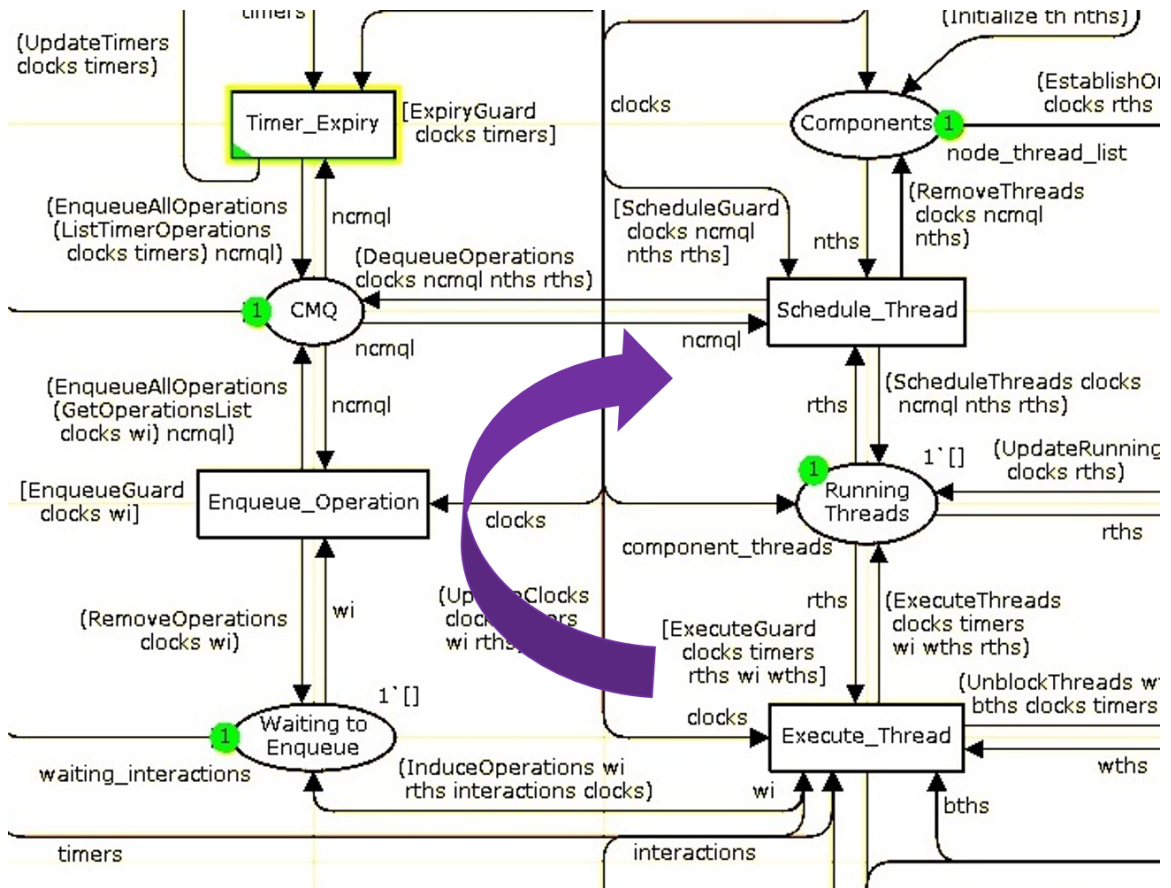 timers
(Initialize th nths)
(UpdateTimers
clocks timers)
Timer_Expiry
[ExpiryGuard
clocks timers]
clocks
Components
1
(EstablishOr
clocks rths
node_thread_list
(EnqueueAllOperations
(ListTimerOperations
clocks timers) ncmql)
ncmql
[ScheduleGuard
clocks ncmql
nths rths]
nths
(RemoveThreads
clocks ncmql
nths)
(DequeueOperations
clocks ncmql nths rths)
1
CMQ
Schedule_Thread
ncmql
ncmql
(EnqueueAllOperations
(GetOperationsList
clocks wi) ncmql)
ncmql
rths
(ScheduleThreads clocks
ncmql nths rths)
1
1`[]
(UpdateRunning
clocks rths)
[EnqueueGuard
clocks wi]
Enqueue_Operation
clocks
Running
Threads
rths
component_threads
(RemoveOperations
clocks wi)
wi
wi rths
rths
(ExecuteThreads
clocks timers
wi wths rths)
[ExecuteGuard
clocks timers
rths wi wths]
1`[]
(UnblockThreads wt
bths clocks timers
1
Waiting to
Enqueue
clocks
Execute_Thread
wths
waiting_interactions
(InduceOperations wi
rths interactions clocks)
wi
bths
timers
interactions